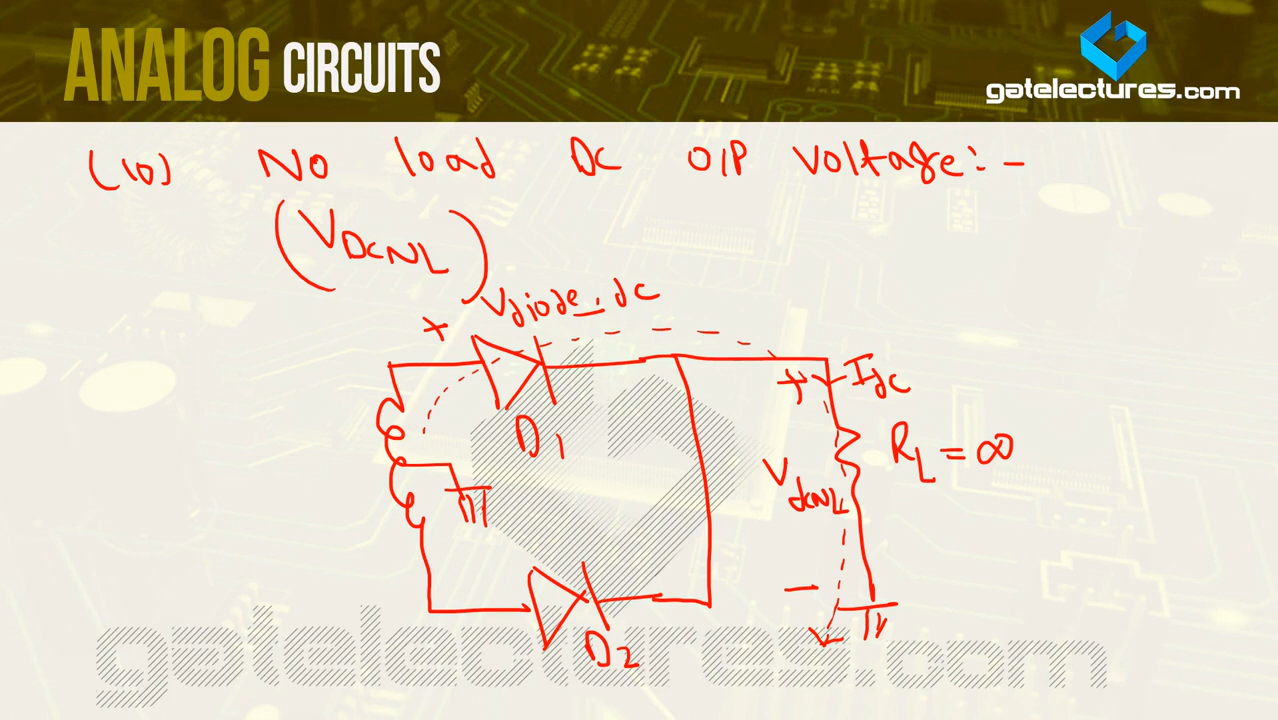 ANALOG CIRCUITS
gatelectures.com
(10) No load DC O/P Voltage:-
(VDCNL)
Vdiode,dc
+
D1
+ Idc
RL = ∞
VdcNL
-
D2
gatelectures.com